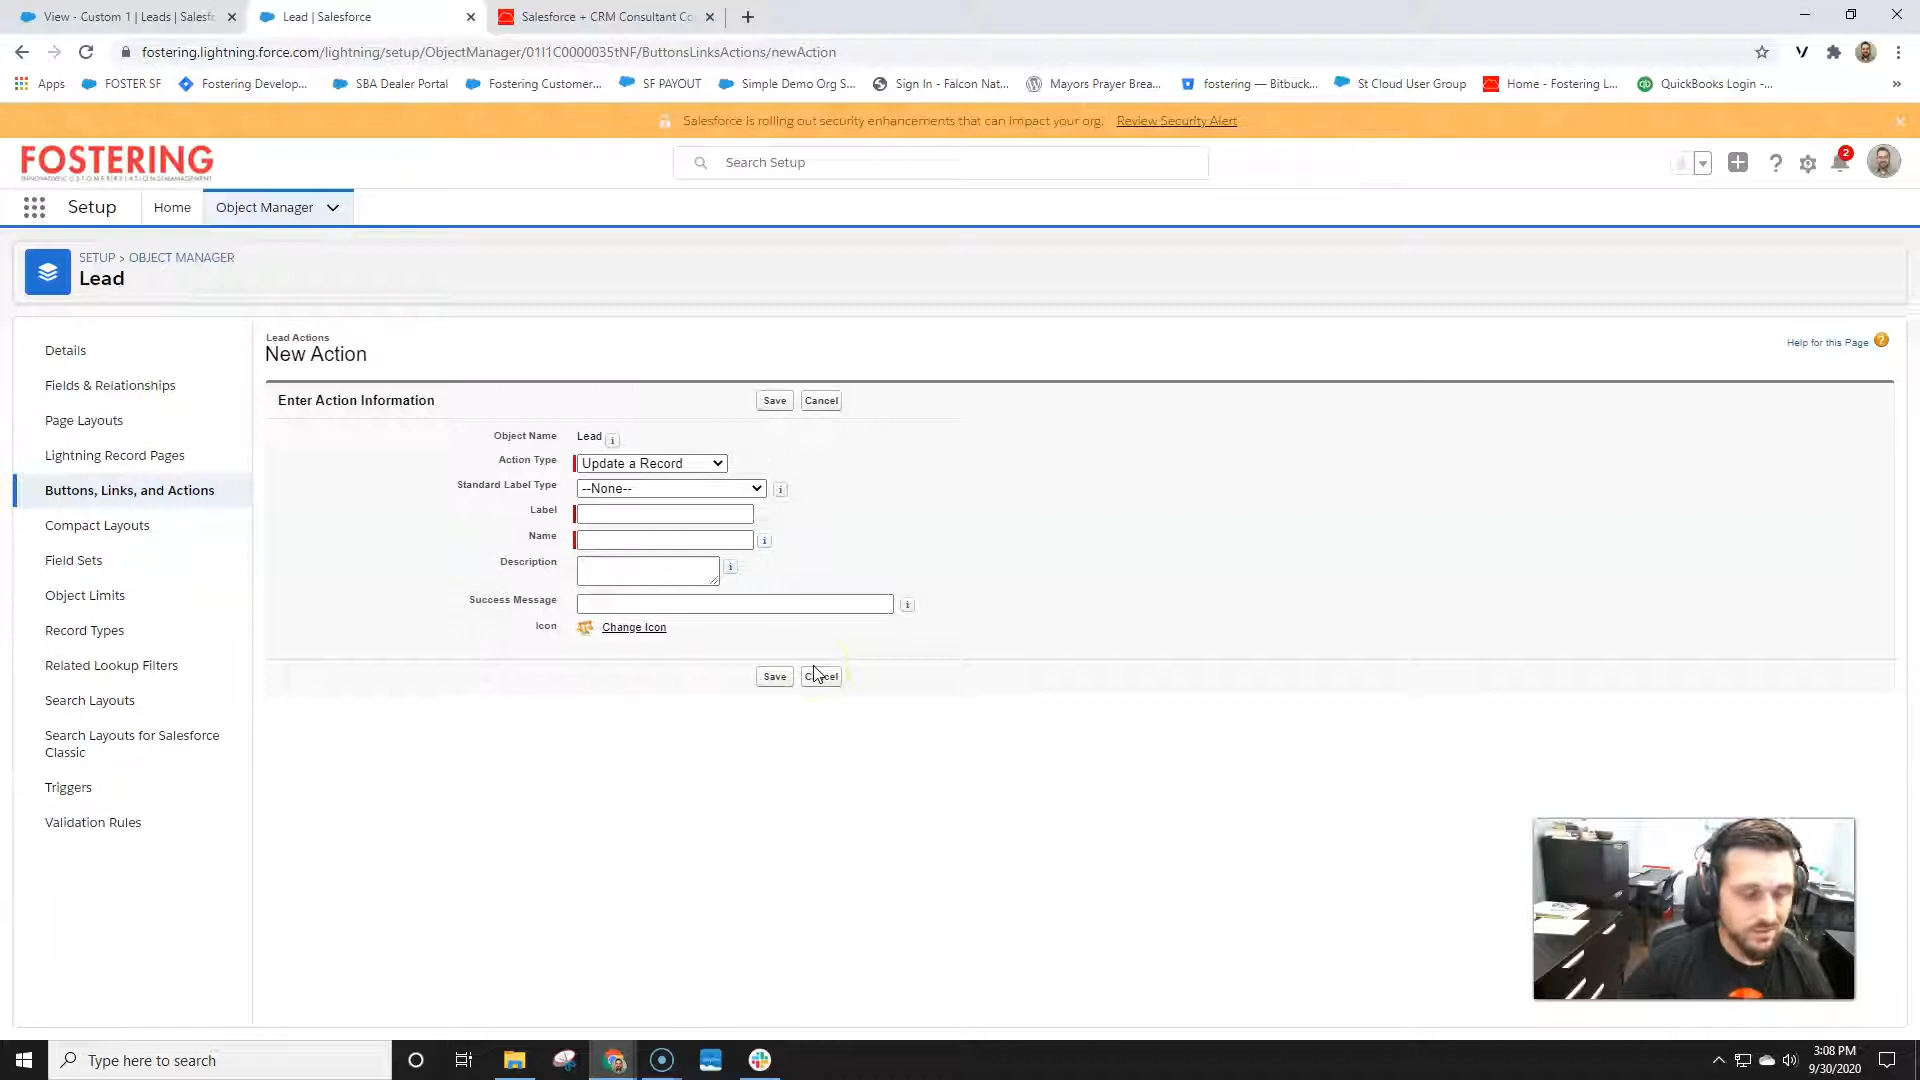 View - Custom 1 | Leads | Salesf
Lead | Salesforce
Salesforce + CRM Consultant Co
fostering.lightning.force.com/lightning/setup/ObjectManager/01I1C0000035tNF/ButtonsLinksActions/newAction
Apps
FOSTER SF
Fostering Develop...
SBA Dealer Portal
Fostering Customer...
SF PAYOUT
Simple Demo Org S...
Sign In - Falcon Nat...
Mayors Prayer Brea...
fostering — Bitbuck...
St Cloud User Group
Home - Fostering L...
QuickBooks Login -...
»
Salesforce is rolling out security enhancements that can impact your org. Review Security Alert
FOSTERING
INNOVATIVE CUSTOMER RELATIONSHIP MANAGEMENT
Search Setup
2
Setup
Home
Object Manager
SETUP > OBJECT MANAGER
Lead
Details
Fields & Relationships
Page Layouts
Lightning Record Pages
Buttons, Links, and Actions
Compact Layouts
Field Sets
Object Limits
Record Types
Related Lookup Filters
Search Layouts
Search Layouts for Salesforce
Classic
Triggers
Validation Rules
Lead Actions
New Action
Help for this Page
Enter Action Information
Save
Cancel
Object Name Lead
Action Type Update a Record
Standard Label Type --None--
Label
Name
Description
Success Message
Icon Change Icon
Save
Type here to search
3:08 PM
9/30/2020